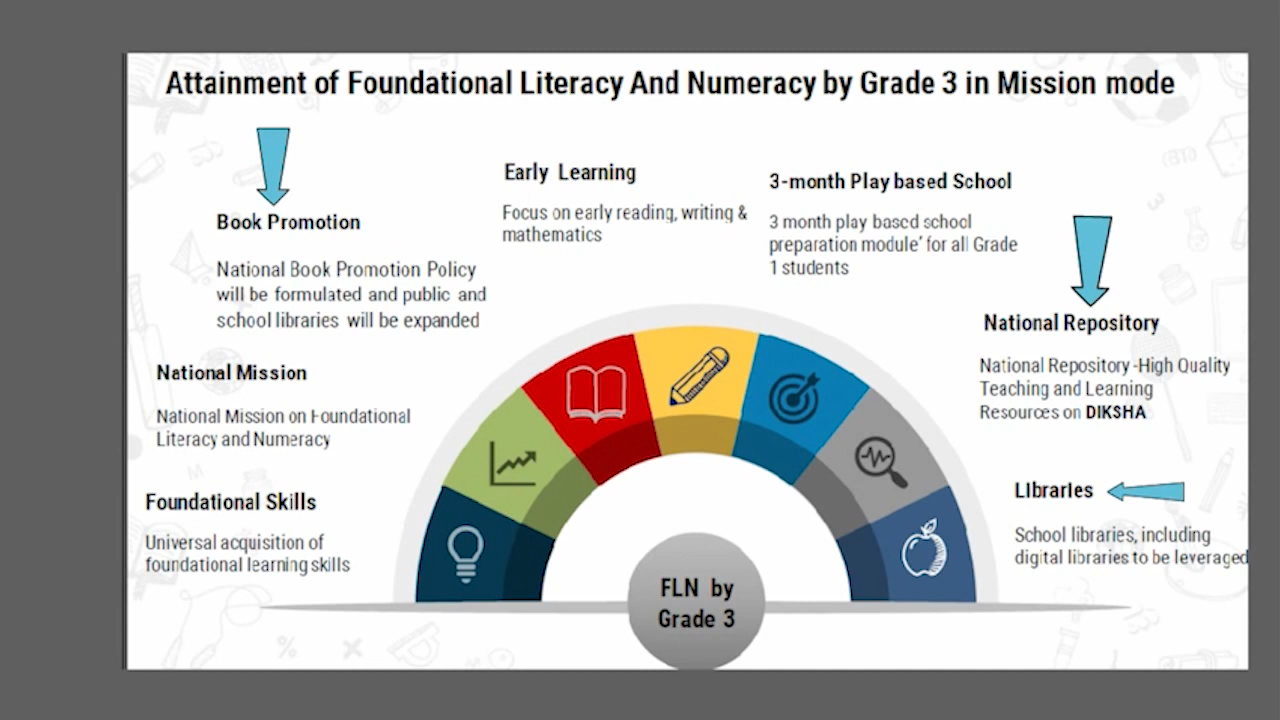 Attainment of Foundational Literacy And Numeracy by Grade 3 in Mission mode
Book Promotion
National Book Promotion Policy
will be formulated and public and
school libraries will be expanded
Early Learning
Focus on early reading, writing &
mathematics
3-month Play based School
3 month play based school
preparation module' for all Grade
1 students
National Repository
National Repository -High Quality
Teaching and Learning
Resources on DIKSHA
National Mission
National Mission on Foundational
Literacy and Numeracy
Libraries
School libraries, including
digital libraries to be leveraged
Foundational Skills
Universal acquisition of
foundational learning skills
FLN by
Grade 3